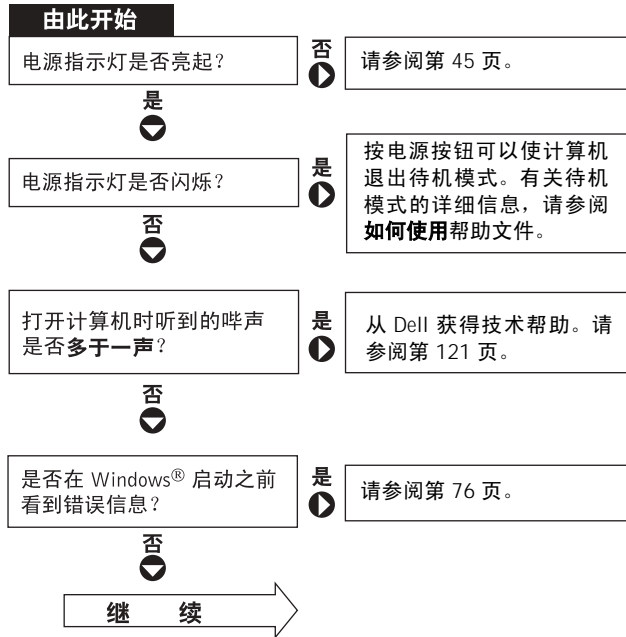 由此开始
电源指示灯是否亮起?
否
请参阅第 45 页。
是
电源指示灯是否闪烁?
是
按电源按钮可以使计算机
退出待机模式。有关待机
模式的详细信息，请参阅
如何使用帮助文件。
否
打开计算机时听到的哔声
是否多于一声?
是
从 Dell 获得技术帮助。请
参阅第 121 页。
否
是否在 Windows® 启动之前
看到错误信息?
是
请参阅第 76 页。
否
继 续